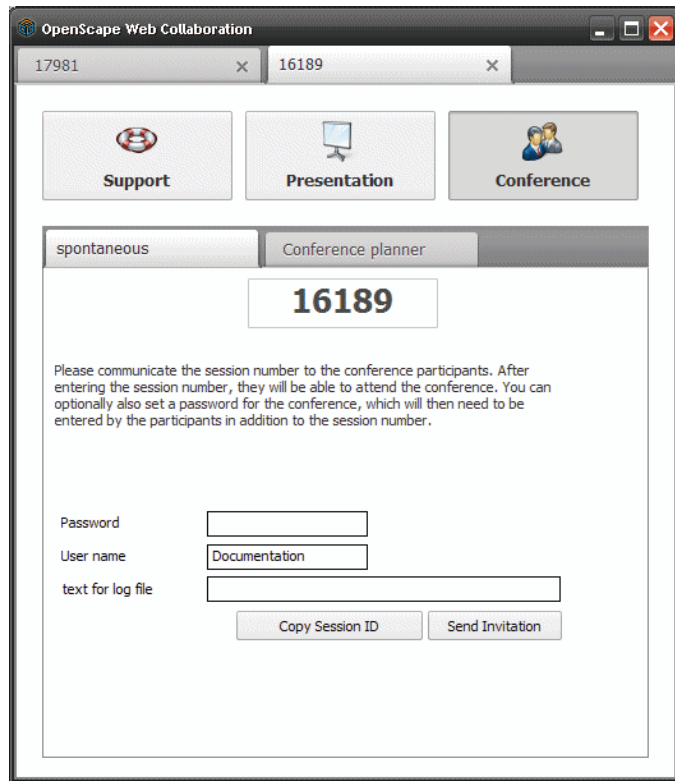 OpenScape Web Collaboration
17981
16189
Support
Presentation
Conference
spontaneous
Conference planner
16189
Please communicate the session number to the conference participants. After
entering the session number, they will be able to attend the conference. You can
optionally also set a password for the conference, which will then need to be
entered by the participants in addition to the session number.
Password
User name
Documentation
text for log file
Copy Session ID
Send Invitation